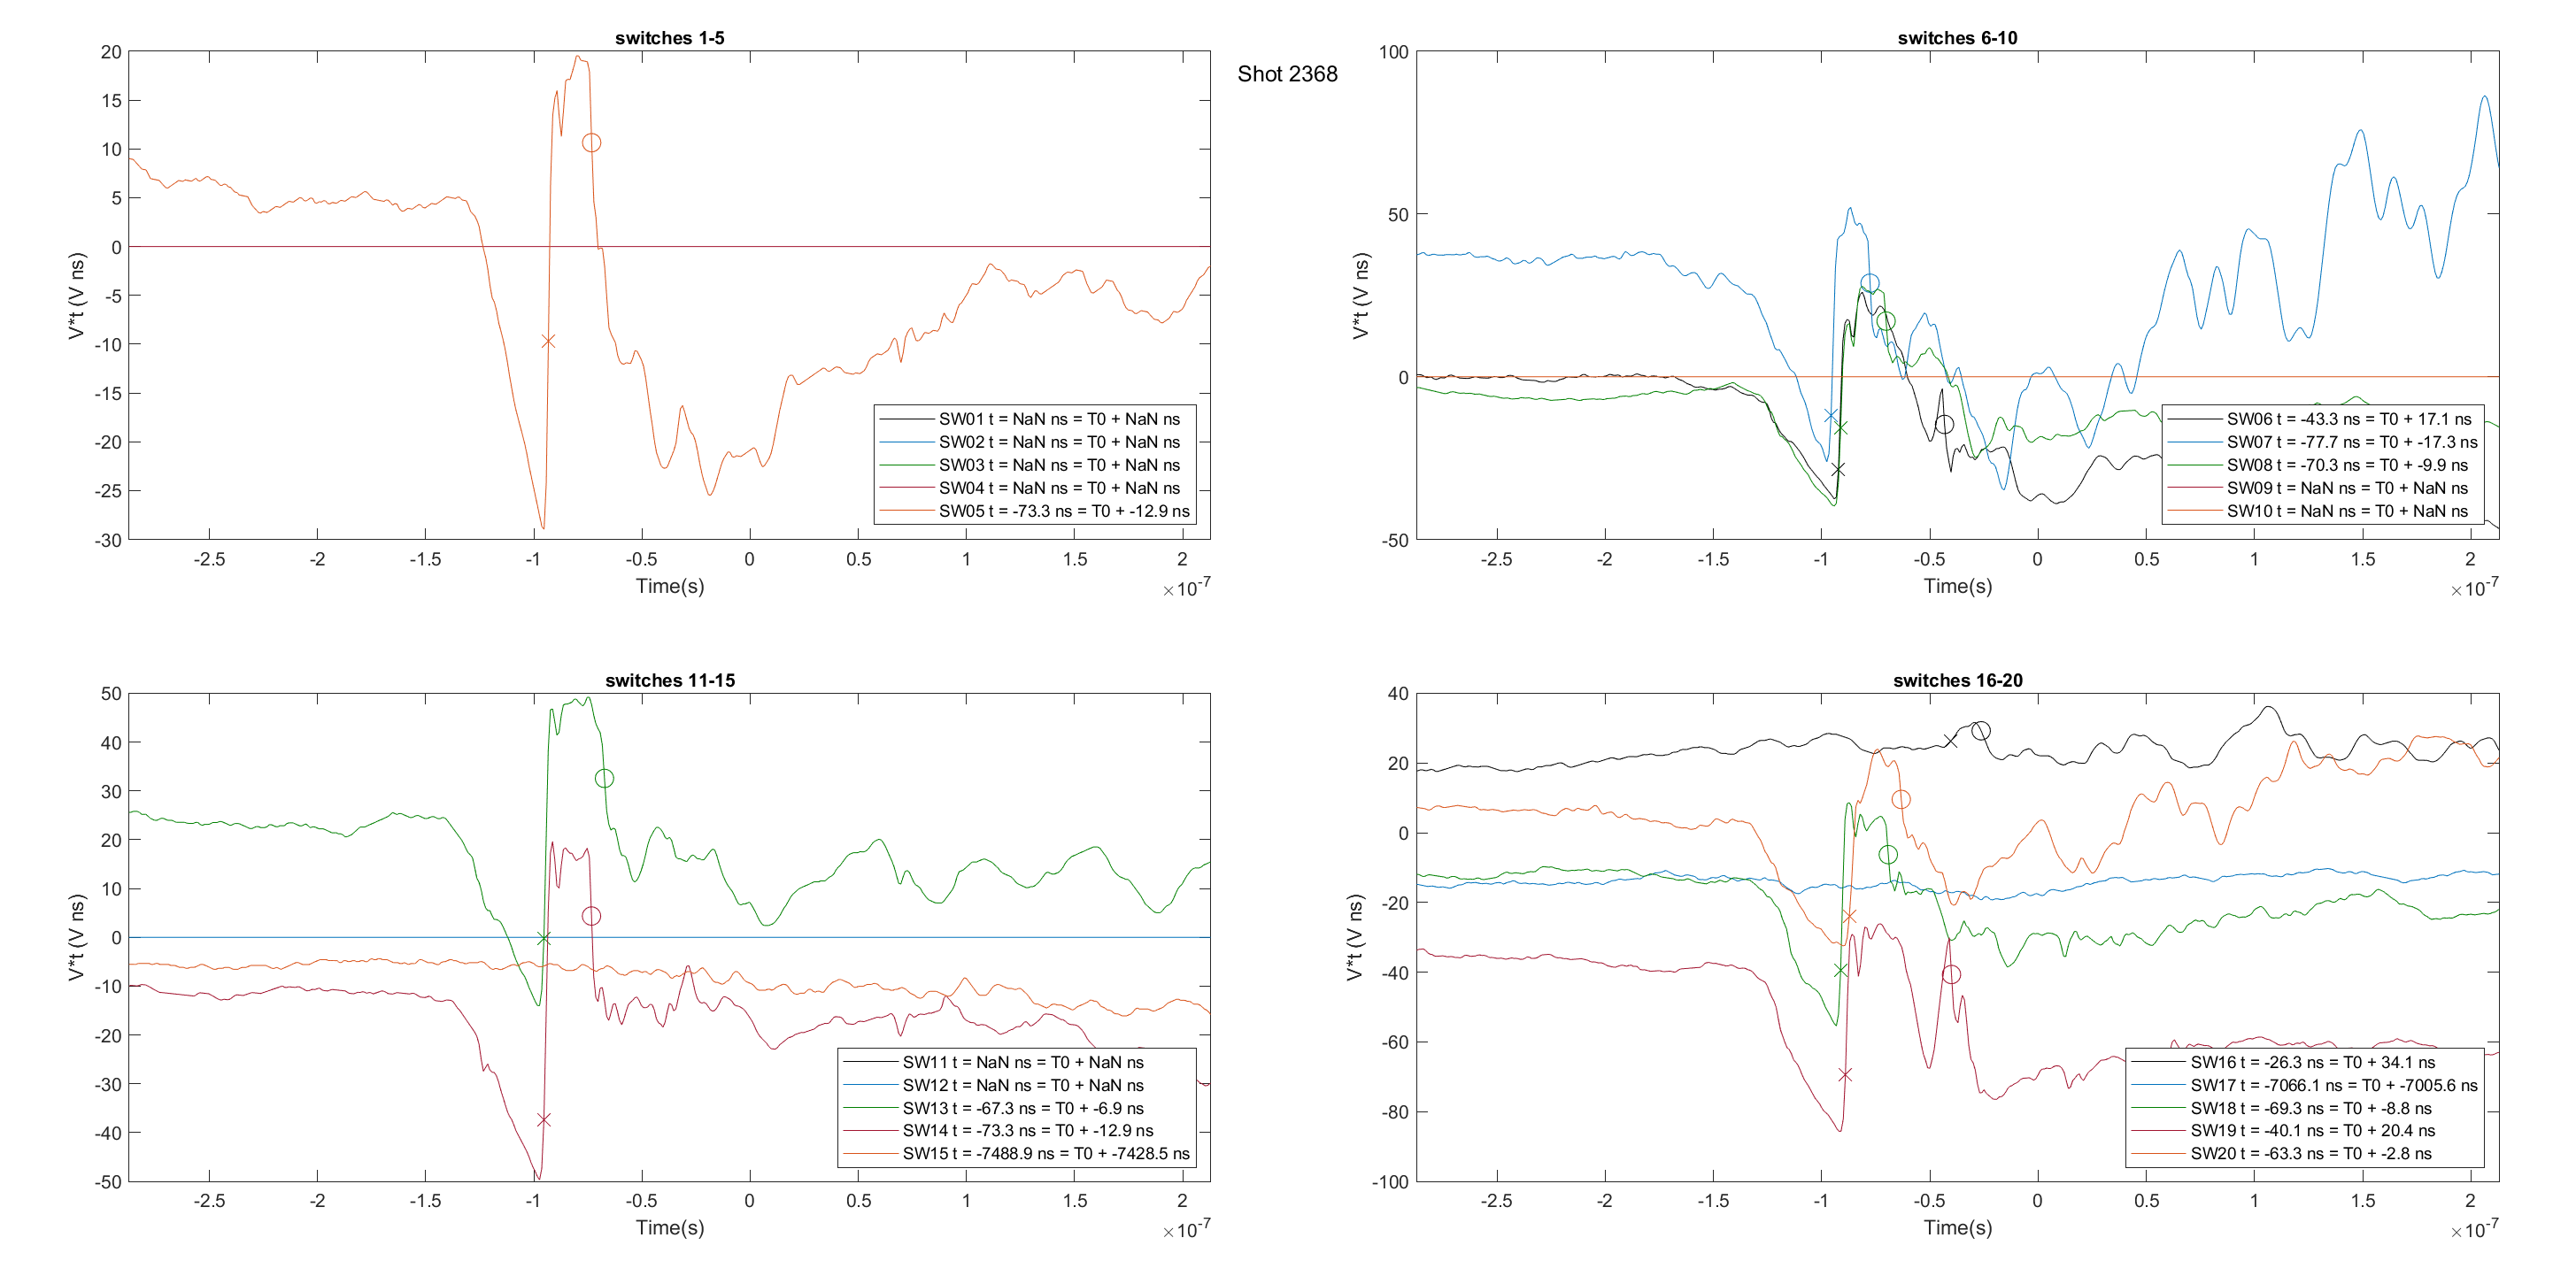 Shot 2368
switches 1-5
20
15
10
5
0
-5
-10
-15
-20
-25
-30
V*t (V ns)
-2.5 -2 -1.5 -1 -0.5 0 0.5 1 1.5 2
Time(s)
×10-7
SW01 t = NaN ns = T0 + NaN ns
SW02 t = NaN ns = T0 + NaN ns
SW03 t = NaN ns = T0 + NaN ns
SW04 t = NaN ns = T0 + NaN ns
SW05 t = -73.3 ns = T0 + -12.9 ns
switches 6-10
100
50
0
-50
V*t (V ns)
-2.5 -2 -1.5 -1 -0.5 0 0.5 1 1.5 2
Time(s)
×10-7
SW06 t = -43.3 ns = T0 + 17.1 ns
SW07 t = -77.7 ns = T0 + -17.3 ns
SW08 t = -70.3 ns = T0 + -9.9 ns
SW09 t = NaN ns = T0 + NaN ns
SW10 t = NaN ns = T0 + NaN ns
switches 11-15
50
40
30
20
10
0
-10
-20
-30
-40
-50
V*t (V ns)
-2.5 -2 -1.5 -1 -0.5 0 0.5 1 1.5 2
Time(s)
×10-7
SW11 t = NaN ns = T0 + NaN ns
SW12 t = NaN ns = T0 + NaN ns
SW13 t = -67.3 ns = T0 + -6.9 ns
SW14 t = -73.3 ns = T0 + -12.9 ns
SW15 t = -7488.9 ns = T0 + -7428.5 ns
switches 16-20
40
20
0
-20
-40
-60
-80
-100
V*t (V ns)
-2.5 -2 -1.5 -1 -0.5 0 0.5 1 1.5 2
Time(s)
×10-7
SW16 t = -26.3 ns = T0 + 34.1 ns
SW17 t = -7066.1 ns = T0 + -7005.6 ns
SW18 t = -69.3 ns = T0 + -8.8 ns
SW19 t = -40.1 ns = T0 + 20.4 ns
SW20 t = -63.3 ns = T0 + -2.8 ns